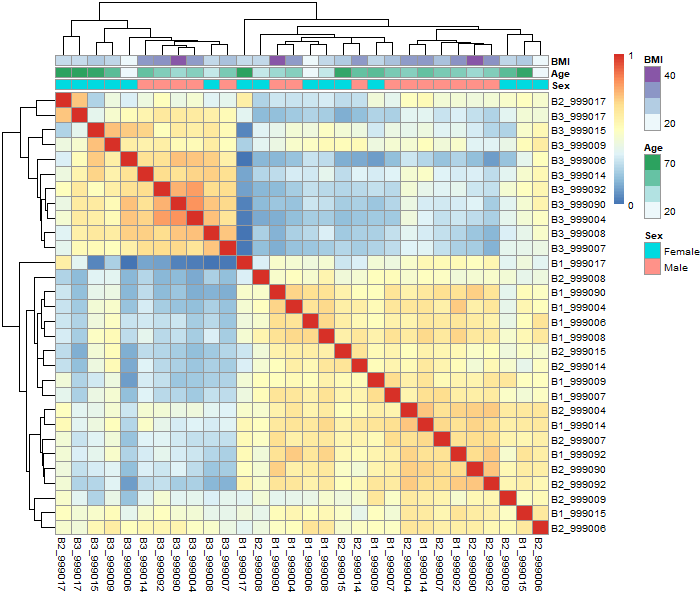 BMI
Age
Sex
1
0
BMI
40
20
Age
70
20
Sex
Female
Male
B2_999017
B3_999017
B3_999015
B3_999009
B3_999006
B3_999014
B3_999092
B3_999090
B3_999004
B3_999008
B3_999007
B1_999017
B2_999008
B1_999090
B1_999004
B1_999006
B1_999008
B2_999015
B2_999014
B1_999009
B1_999007
B2_999004
B1_999014
B2_999007
B1_999092
B2_999090
B2_999092
B2_999009
B1_999015
B2_999006
B2_999017
B3_999017
B3_999015
B3_999009
B3_999006
B3_999014
B3_999092
B3_999090
B3_999004
B3_999008
B3_999007
B1_999017
B2_999008
B1_999090
B1_999004
B1_999006
B1_999008
B2_999015
B2_999014
B1_999009
B1_999007
B2_999004
B1_999014
B2_999007
B1_999092
B2_999090
B2_999092
B2_999009
B1_999015
B2_999006